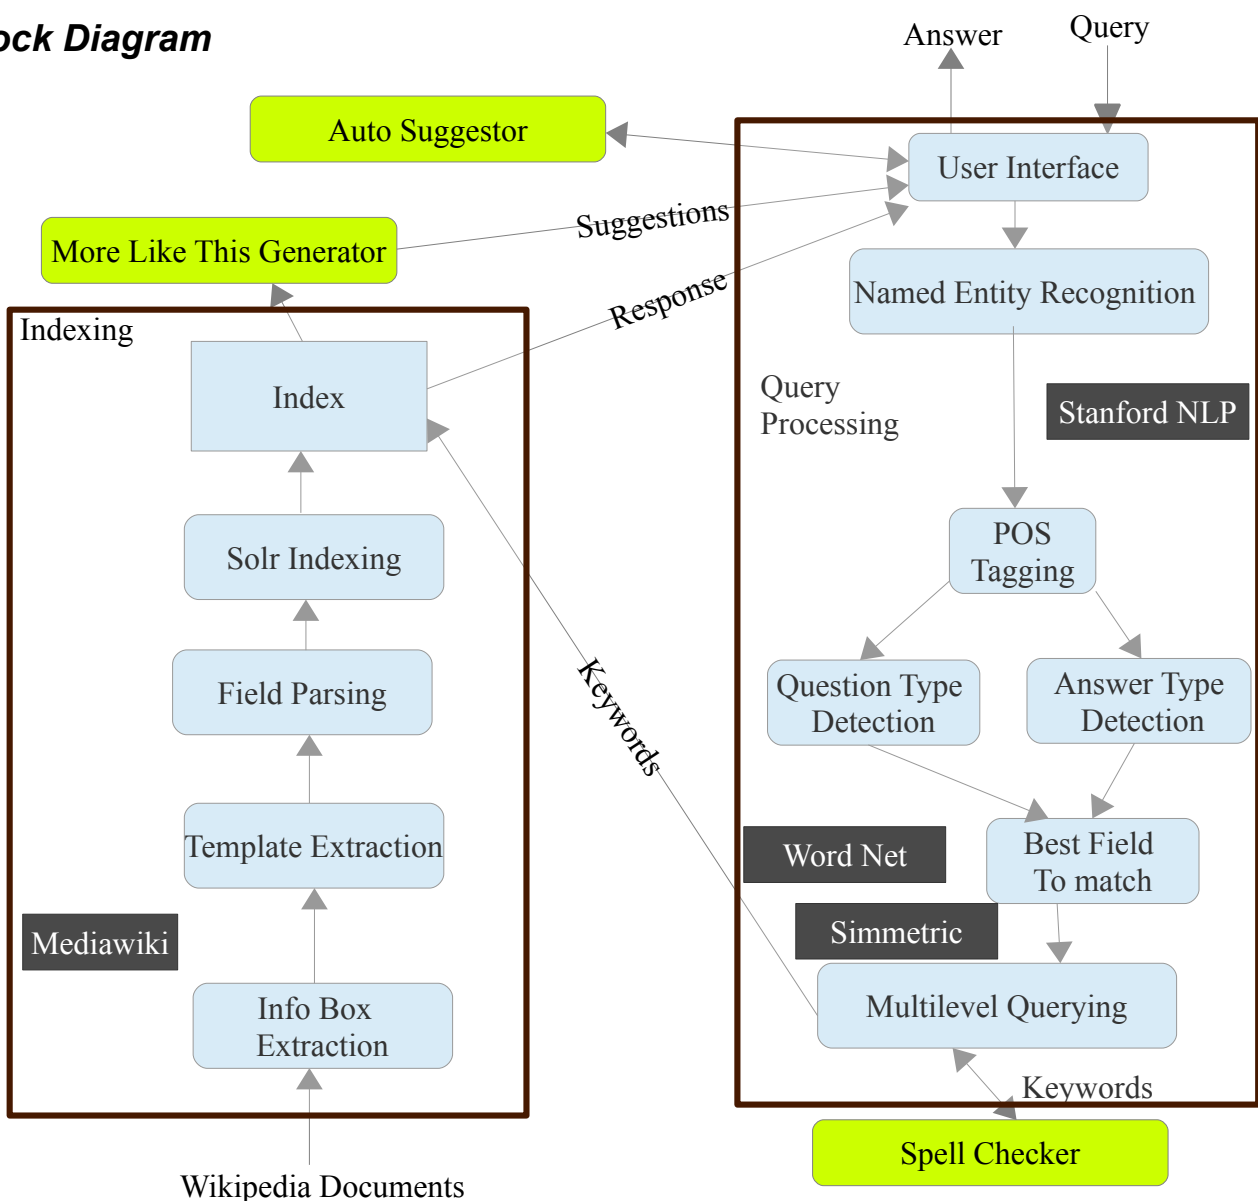 ock Diagram
Answer
Query
Auto Suggestor
User Interface
Suggestions
More Like This Generator
Named Entity Recognition
Response
Indexing
Index
Query
Processing
Stanford NLP
POS
Tagging
Solr Indexing
Field Parsing
Keywords
Question Type
Detection
Answer Type
Detection
Template Extraction
Word Net
Best Field
To match
Mediawiki
Simmetric
Info Box
Extraction
Multilevel Querying
Keywords
Spell Checker
Wikipedia Documents